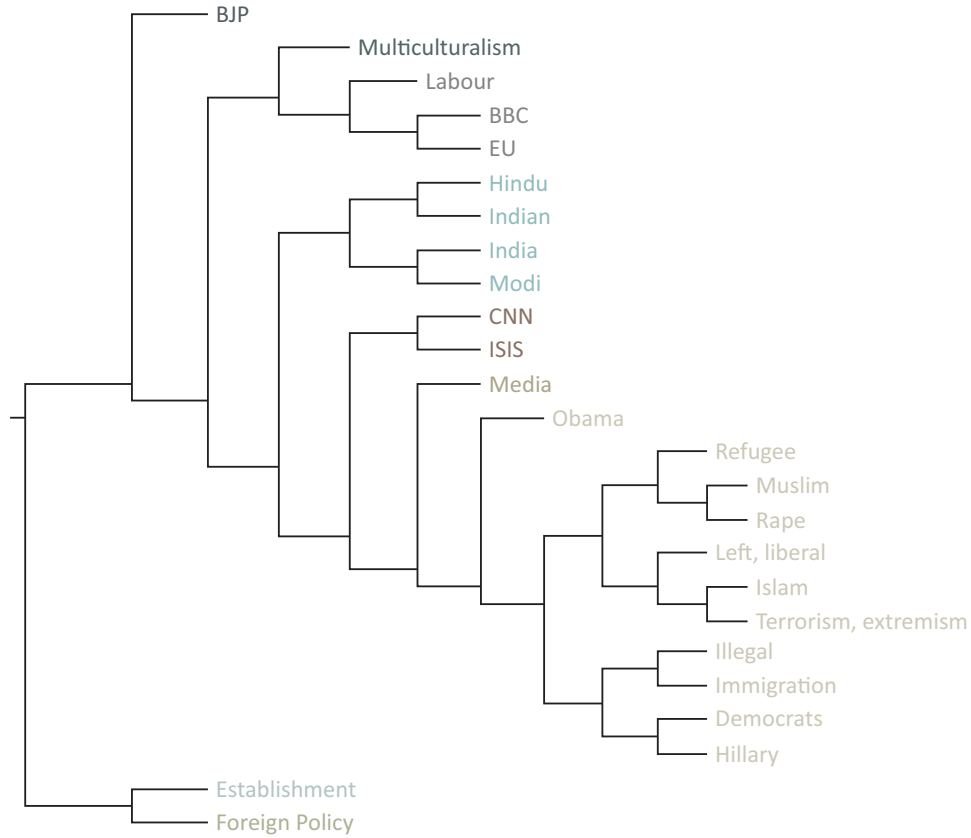 BJP
Multiculturalism
Labour
BBC
EU
Hindu
Indian
India
Modi
CNN
ISIS
Media
Obama
Refugee
Muslim
Rape
Left, liberal
Islam
Terrorism, extremism
Illegal
Immigration
Democrats
Hillary
Establishment
Foreign Policy